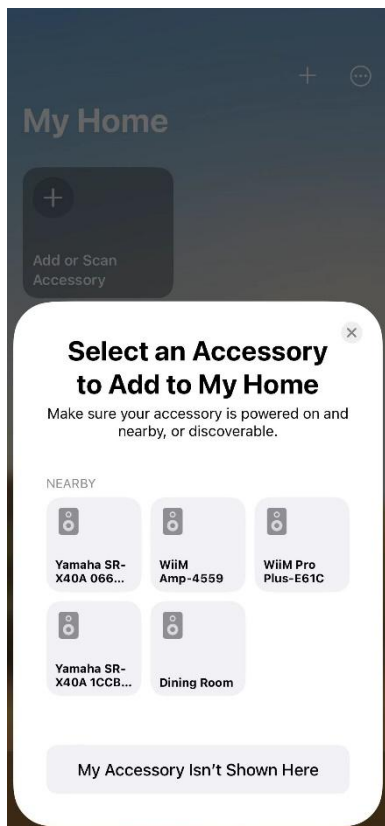 My Home
Add or Scan
Accessory
Select an Accessory
to Add to My Home
Make sure your accessory is powered on and
nearby, or discoverable.
NEARBY
Yamaha SR-
X40A 066...
WiiM
Amp-4559
WiiM Pro
Plus-E61C
Yamaha SR-
X40A 1CCB...
Dining Room
My Accessory Isn't Shown Here